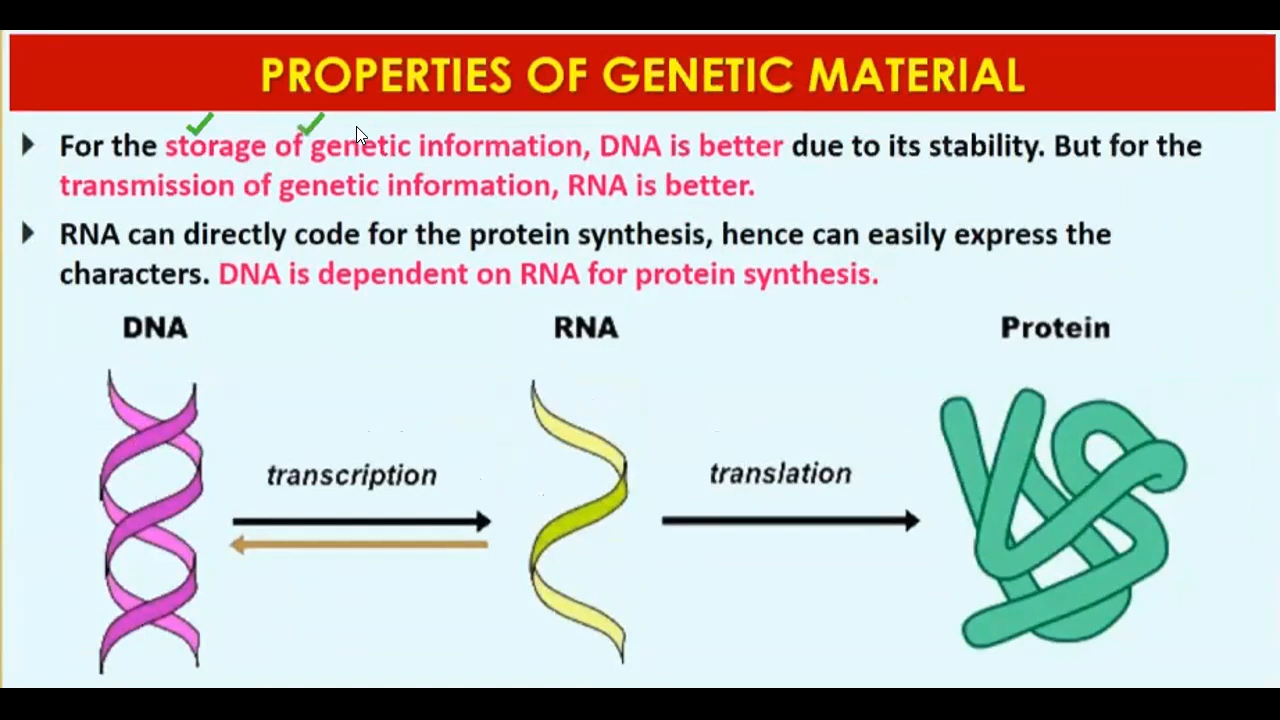 PROPERTIES OF GENETIC MATERIAL
For the storage of genetic information, DNA is better due to its stability. But for the
transmission of genetic information, RNA is better.
RNA can directly code for the protein synthesis, hence can easily express the
characters. DNA is dependent on RNA for protein synthesis.
DNA
RNA
Protein
transcription
translation